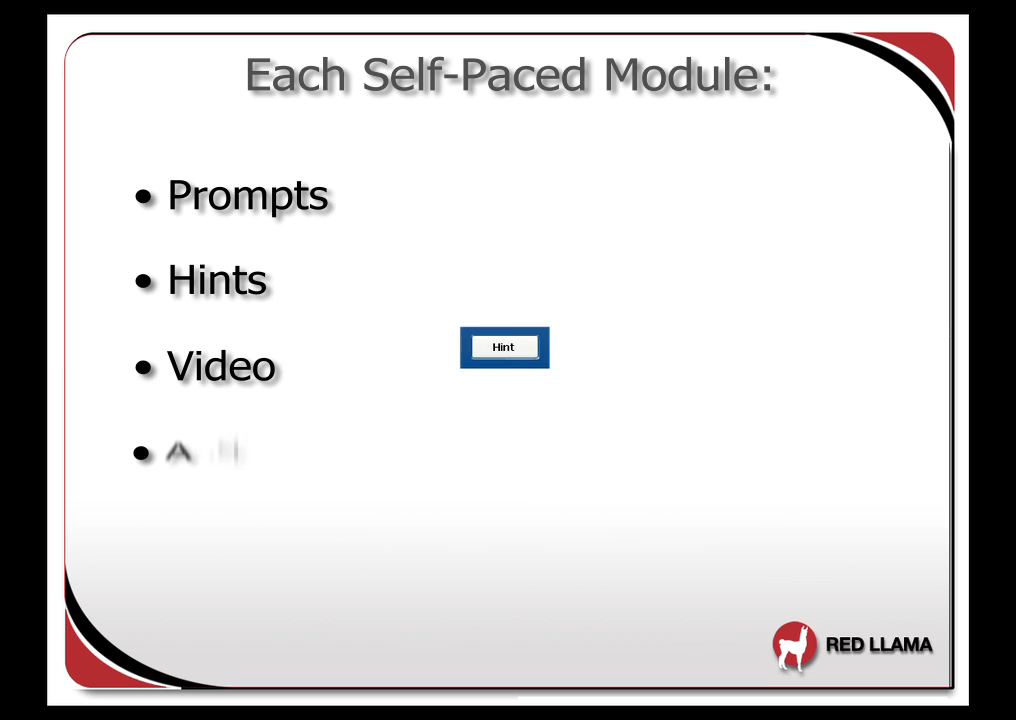 Each Self-Paced Module:
• Prompts
• Hints
• Video
Hint
•
RED LLAMA